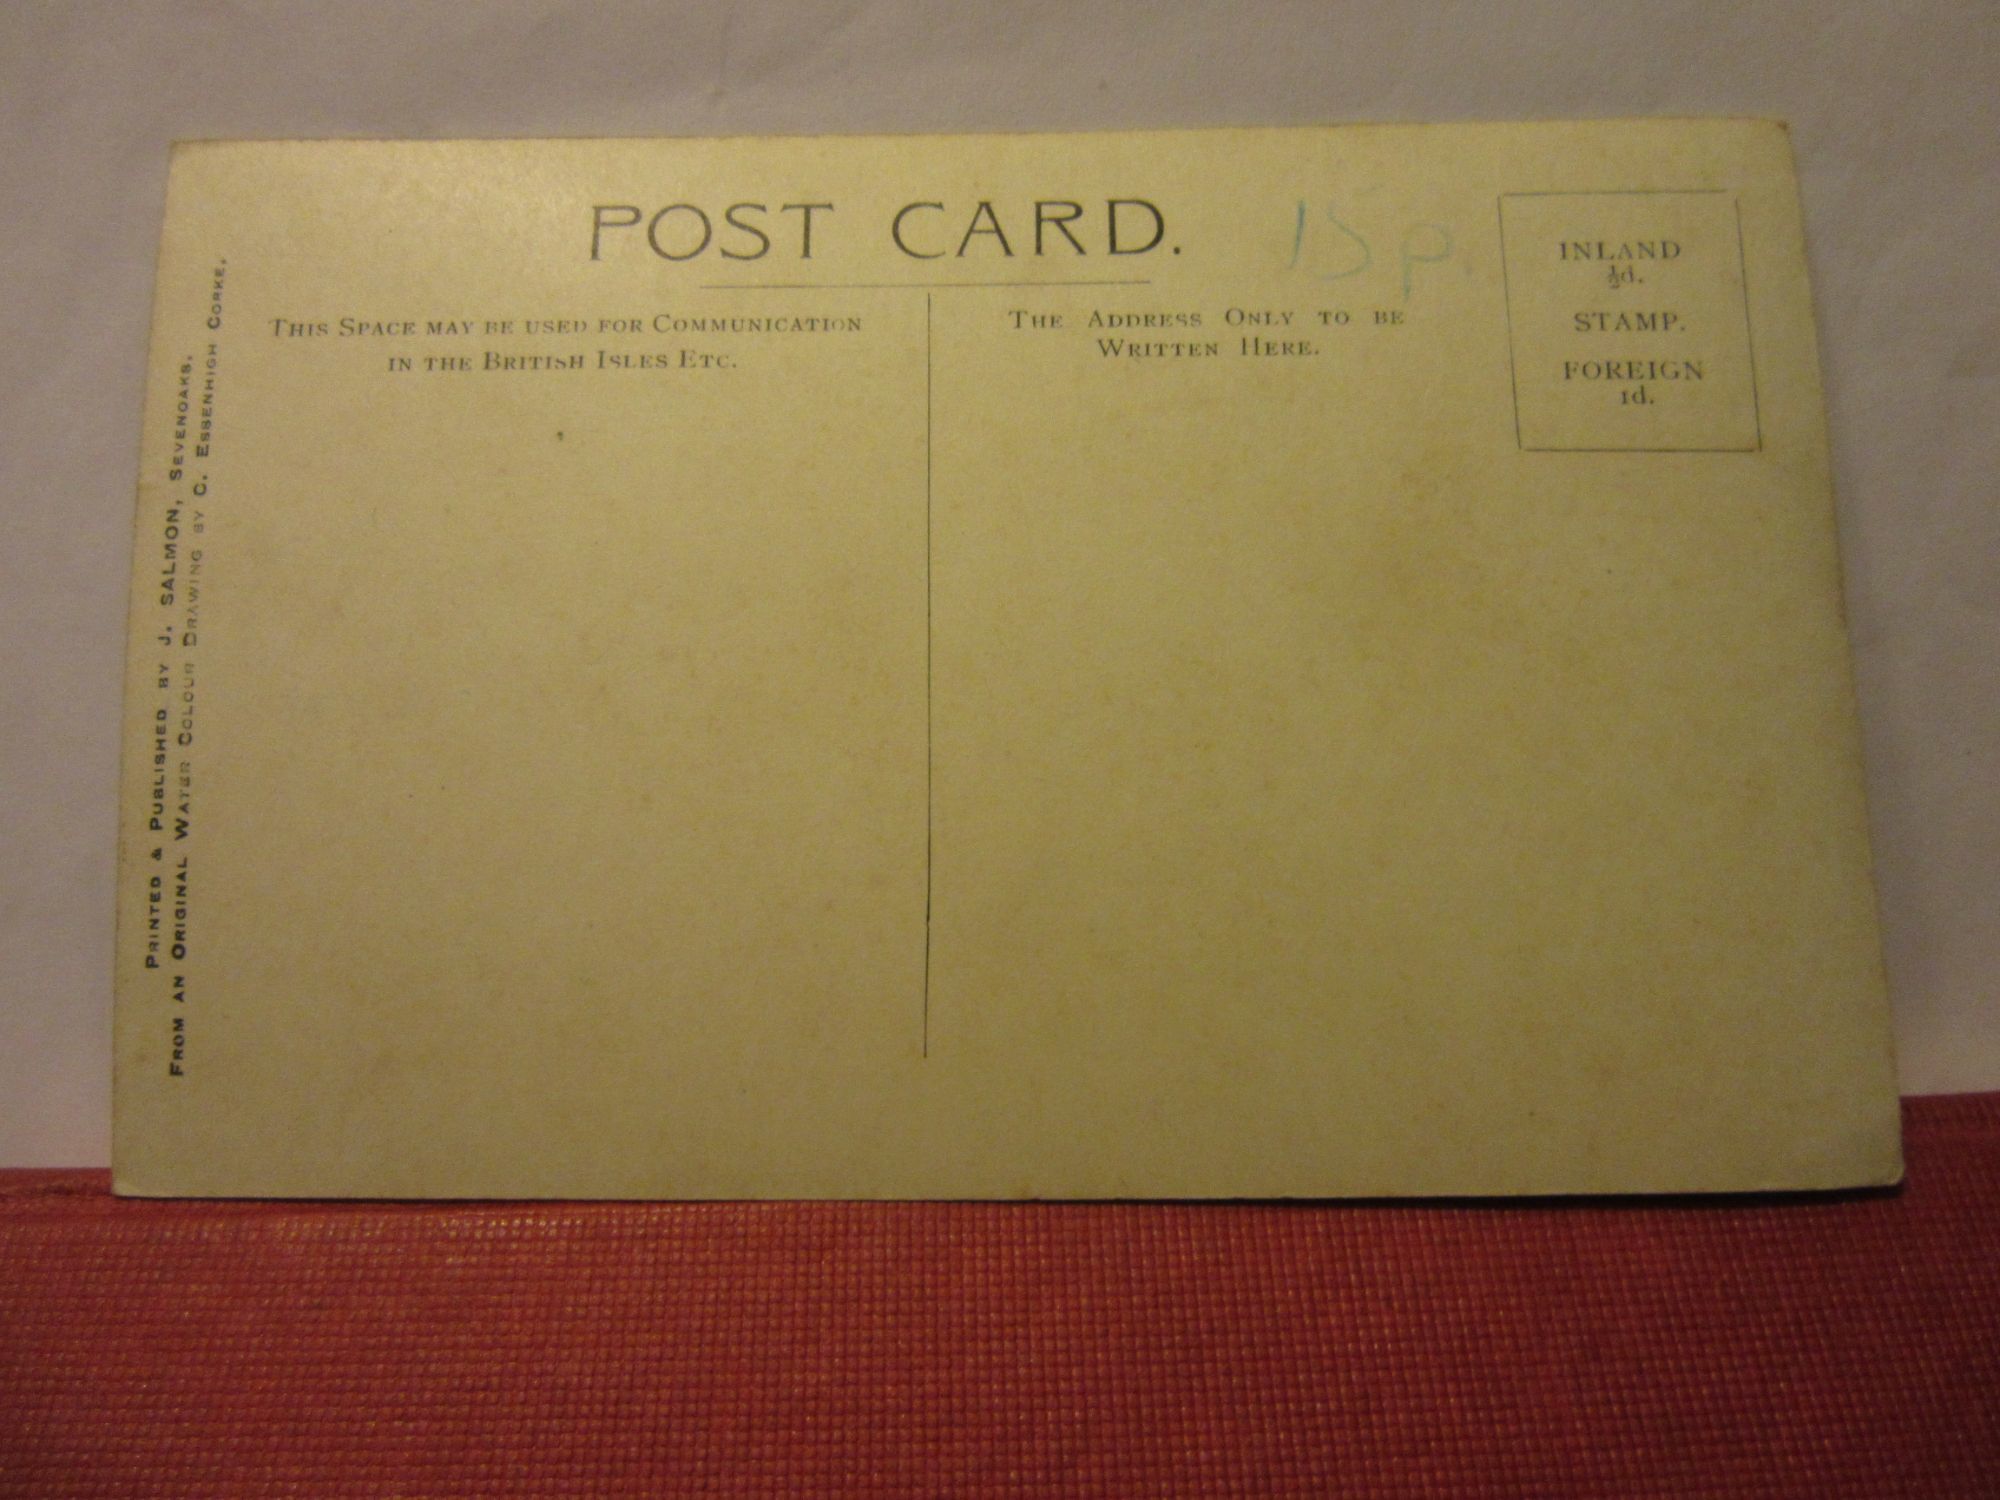 POST CARD.
15p
INLAND
½d.
STAMP.
FOREIGN
1d.
THIS SPACE MAY BE USED FOR COMMUNICATION
IN THE BRITISH ISLES ETC.
THE ADDRESS ONLY TO BE
WRITTEN HERE.
PRINTED & PUBLISHED BY J. SALMON, SEVENOAKS.
FROM AN ORIGINAL WATER COLOUR DRAWING BY C. ESSENHIGH CORKE.